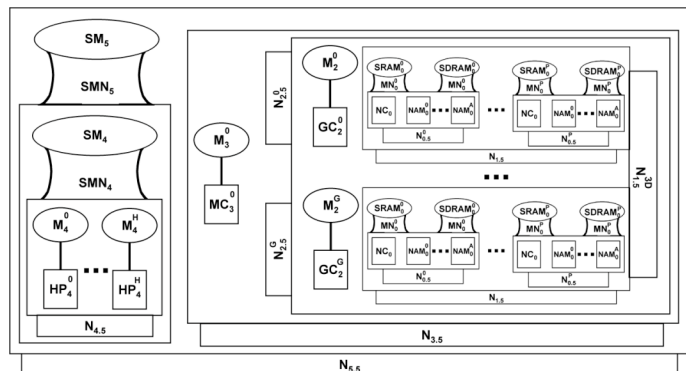 SM5
SMN5
SM4
SMN4
M4^0 M4^H
HP4^0 HP4^H
N4.5
M3^0
MC3^0
N2.5^0
M2^0
GC2^0
SRAM0^0 SDRAM0^0 SRAM0^P SDRAM0^P
MN0^0 MN0^0 MN0^P MN0^P
NC0 NAM0^0 NAM0^A NC0 NAM0^0 NAM0^A
N0.5^0 N0.5^P
N1.5
N1.5^3D
N2.5^G
M2^G
GC2^G
SRAM0^0 SDRAM0^0 SRAM0^P SDRAM0^P
MN0^0 MN0^0 MN0^P MN0^P
NC0 NAM0^0 NAM0^A NC0 NAM0^0 NAM0^A
N0.5^0 N0.5^P
N1.5
N3.5
N5.5